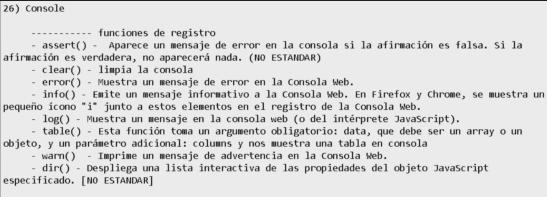 26) Console
----------- funciones de registro
- assert() - Aparece un mensaje de error en la consola si la afirmación es falsa. Si la
afirmación es verdadera, no aparecerá nada. (NO ESTANDAR)
- clear() - limpia la consola
- error() - Muestra un mensaje de error en la Consola Web.
- info() - Emite un mensaje informativo a la Consola Web. En Firefox y Chrome, se muestra un
pequeño ícono "i" junto a estos elementos en el registro de la Consola Web.
- log() - Muestra un mensaje en la consola web (o del intérprete JavaScript).
- table() - Esta función toma un argumento obligatorio: data, que debe ser un array o un
objeto, y un parámetro adicional: columns y nos muestra una tabla en consola
- warn() - Imprime un mensaje de advertencia en la Consola Web.
- dir() - Despliega una lista interactiva de las propiedades del objeto JavaScript
especificado. [NO ESTANDAR]